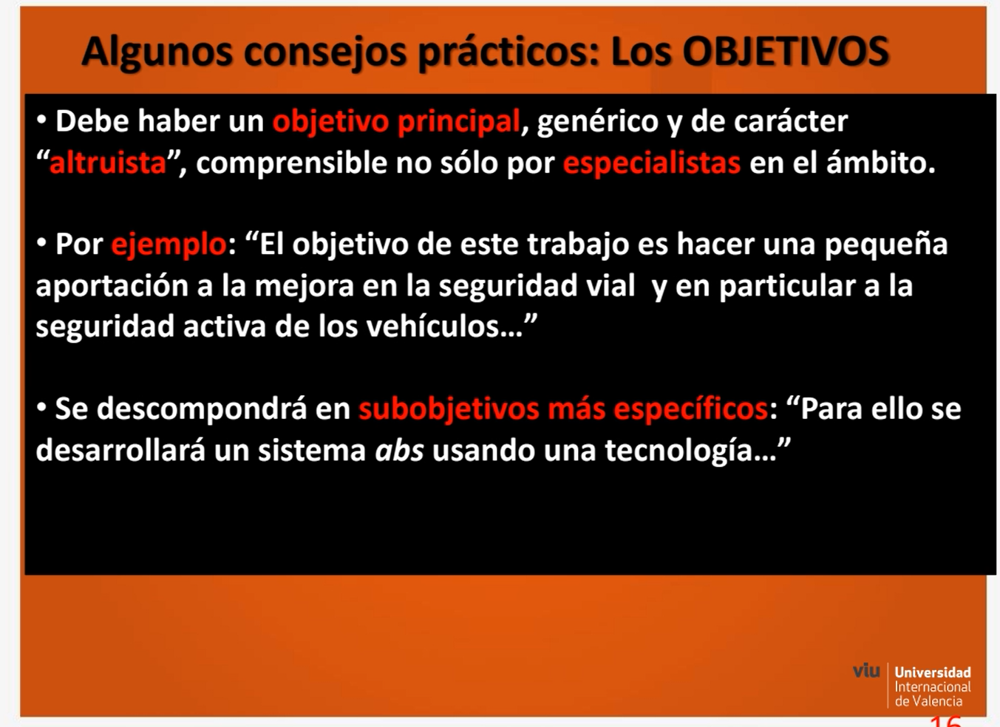 Algunos consejos prácticos: Los OBJETIVOS
• Debe haber un objetivo principal, genérico y de carácter
“altruista”, comprensible no sólo por especialistas en el ámbito.
• Por ejemplo: “El objetivo de este trabajo es hacer una pequeña
aportación a la mejora en la seguridad vial  y en particular a la
seguridad activa de los vehículos...”
• Se descompondrá en subobjetivos más específicos: “Para ello se
desarrollará un sistema abs usando una tecnología...”
viu
Universidad
Internacional
de Valencia
16